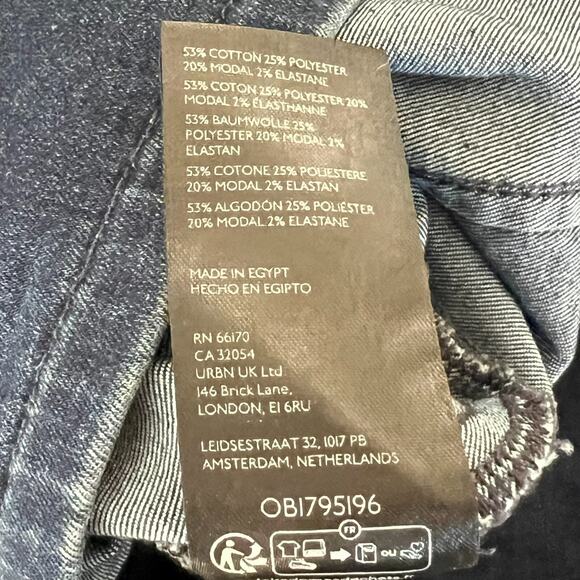 53% COTTON 25% POLYESTER
20% MODAL 2% ELASTANE
53% COTON 25% POLYESTER 20%
MODAL 2% ÉLASTHANNE
53% BAUMWOLLE 25%
POLYESTER 20% MODAL 2%
ELASTAN
53% COTONE 25% POLIESTERE
20% MODAL 2% ELASTAN
53% ALGODÓN 25% POLIÉSTER
20% MODAL 2% ELASTANE
MADE IN EGYPT
HECHO EN EGIPTO
RN 66170
CA 32054
URBN UK Ltd
146 Brick Lane,
LONDON, E1 6RU
LEIDSESTRAAT 32, 1017 PB
AMSTERDAM, NETHERLANDS
OB1795196
FR
OU